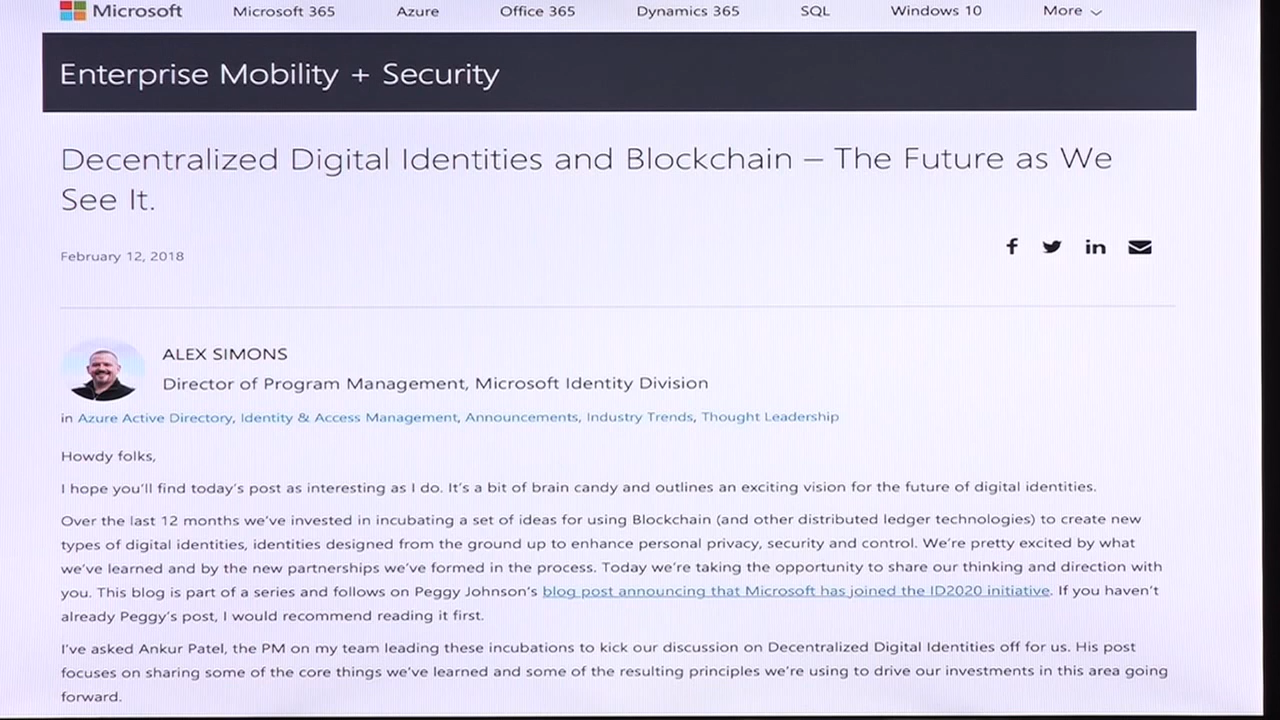 Microsoft Microsoft 365 Azure Office 365 Dynamics 365 SQL Windows 10 More
Enterprise Mobility + Security
Decentralized Digital Identities and Blockchain – The Future as We
See It.
February 12, 2018
ALEX SIMONS
Director of Program Management, Microsoft Identity Division
in Azure Active Directory, Identity & Access Management, Announcements, Industry Trends, Thought Leadership
Howdy folks,
I hope you'll find today's post as interesting as I do. It's a bit of brain candy and outlines an exciting vision for the future of digital identities.
Over the last 12 months we've invested in incubating a set of ideas for using Blockchain (and other distributed ledger technologies) to create new
types of digital identities, identities designed from the ground up to enhance personal privacy, security and control. We're pretty excited by what
we've learned and by the new partnerships we've formed in the process. Today we're taking the opportunity to share our thinking and direction with
you. This blog is part of a series and follows on Peggy Johnson's blog post announcing that Microsoft has joined the ID2020 initiative. If you haven't
already Peggy's post, I would recommend reading it first.
I've asked Ankur Patel, the PM on my team leading these incubations to kick our discussion on Decentralized Digital Identities off for us. His post
focuses on sharing some of the core things we've learned and some of the resulting principles we're using to drive our investments in this area going
forward.